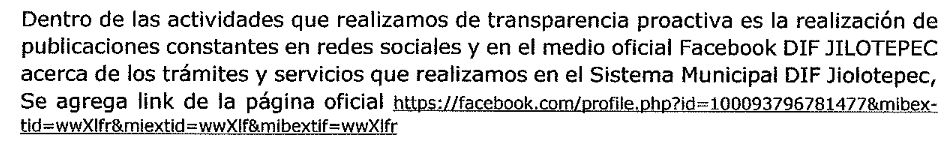 Dentro de las actividades que realizamos de transparencia proactiva es la realización de
publicaciones constantes en redes sociales y en el medio oficial Facebook DIF JILOTEPEC
acerca de los trámites y servicios que realizamos en el Sistema Municipal DIF Jiolotepec,
Se agrega link de la página oficial https://facebook.com/profile.php?id=100093796781477&mibex-
tid=wwXlfr&miextid=wwXlf&mibextif=wwXlfr